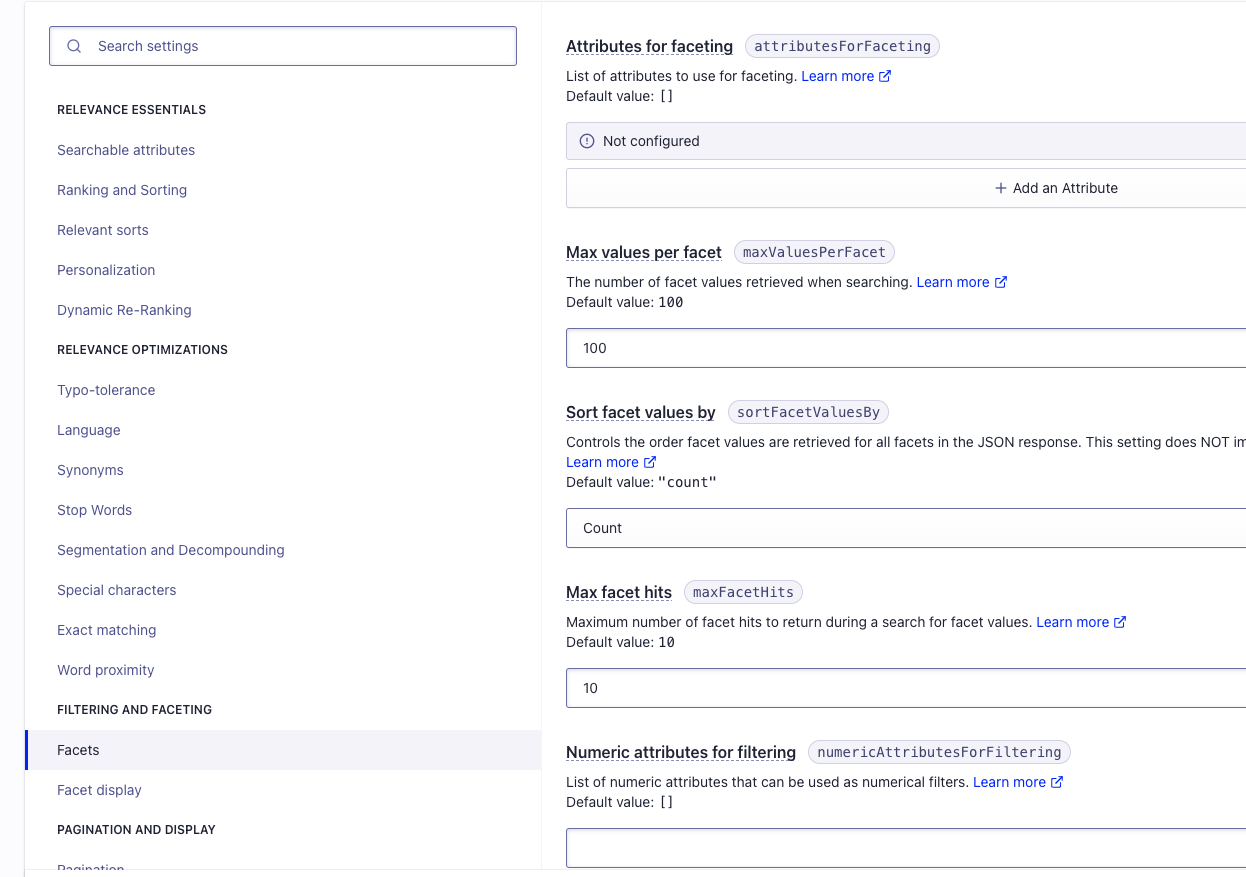 Search settings
RELEVANCE ESSENTIALS
Searchable attributes
Ranking and Sorting
Relevant sorts
Personalization
Dynamic Re-Ranking
RELEVANCE OPTIMIZATIONS
Typo-tolerance
Language
Synonyms
Stop Words
Segmentation and Decompounding
Special characters
Exact matching
Word proximity
FILTERING AND FACETING
Facets
Facet display
PAGINATION AND DISPLAY
Pagination
Attributes for faceting attributesForFaceting
List of attributes to use for faceting. Learn more
Default value: []
Not configured
+ Add an Attribute
Max values per facet maxValuesPerFacet
The number of facet values retrieved when searching. Learn more
Default value: 100
100
Sort facet values by sortFacetValuesBy
Controls the order facet values are retrieved for all facets in the JSON response. This setting does NOT
Learn more
Default value: "count"
Count
Max facet hits maxFacetHits
Maximum number of facet hits to return during a search for facet values. Learn more
Default value: 10
10
Numeric attributes for filtering numericAttributesForFiltering
List of numeric attributes that can be used as numerical filters. Learn more
Default value: []